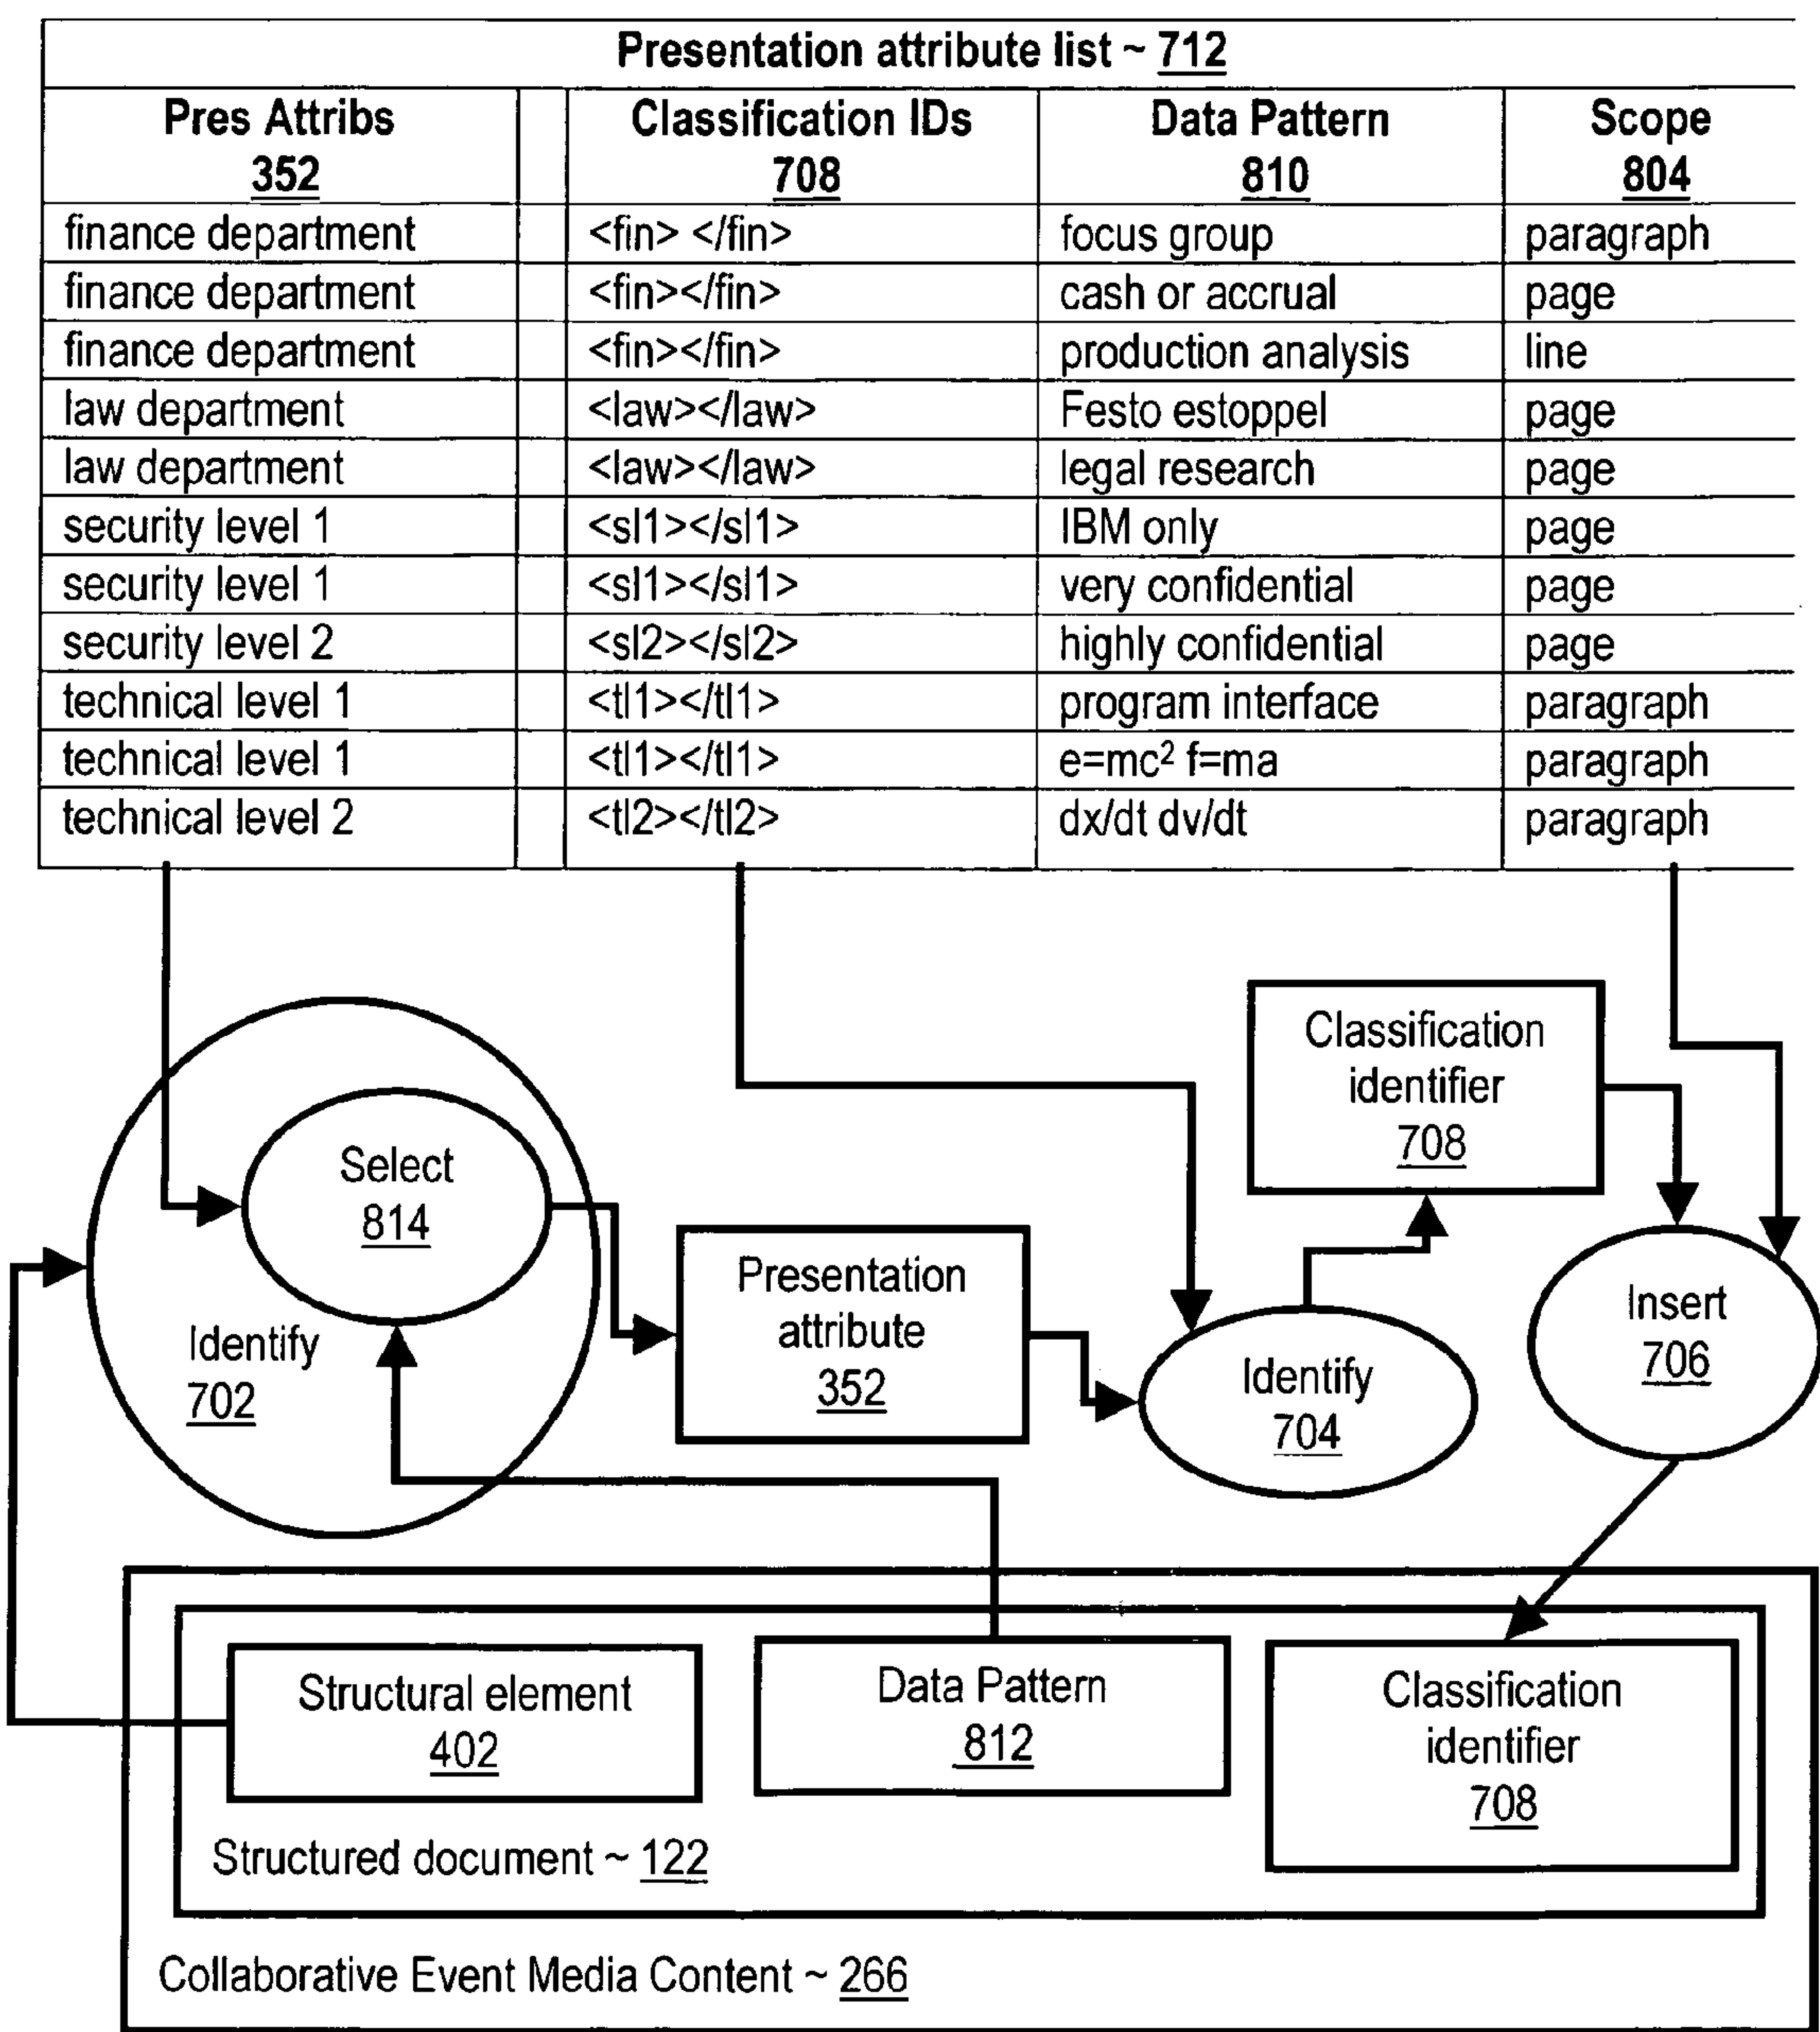 Presentation attribute list ~ 712
Pres Attribs Classification IDs Data Pattern Scope
352 708 810 804
finance department <fin> </fin> focus group paragraph
finance department <fin></fin> cash or accrual page
finance department <fin></fin> production analysis line
law department <law></law> Festo estoppel page
law department <law></law> legal research page
security level 1 <sl1></sl1> IBM only page
security level 1 <sl1></sl1> very confidential page
security level 2 <sl2></sl2> highly confidential page
technical level 1 <tl1></tl1> program interface paragraph
technical level 1 <tl1></tl1> e=mc² f=ma paragraph
technical level 2 <tl2></tl2> dx/dt dv/dt paragraph
Classification
identifier
708
Select
814
Identify
702
Presentation
attribute
352
Identify
704
Insert
706
Structural element
402
Data Pattern
812
Classification
identifier
708
Structured document ~ 122
Collaborative Event Media Content ~ 266